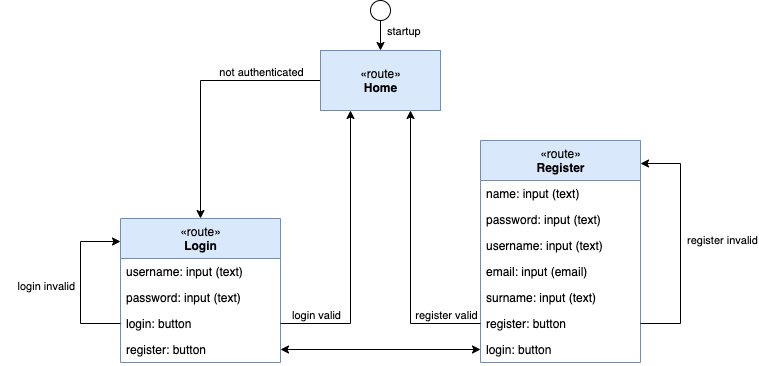 startup
«route»
Home
not authenticated
«route»
Register
name: input (text)
password: input (text)
username: input (text)
email: input (email)
surname: input (text)
register: button
login: button
register invalid
register valid
«route»
Login
username: input (text)
password: input (text)
login: button
register: button
login invalid
login valid